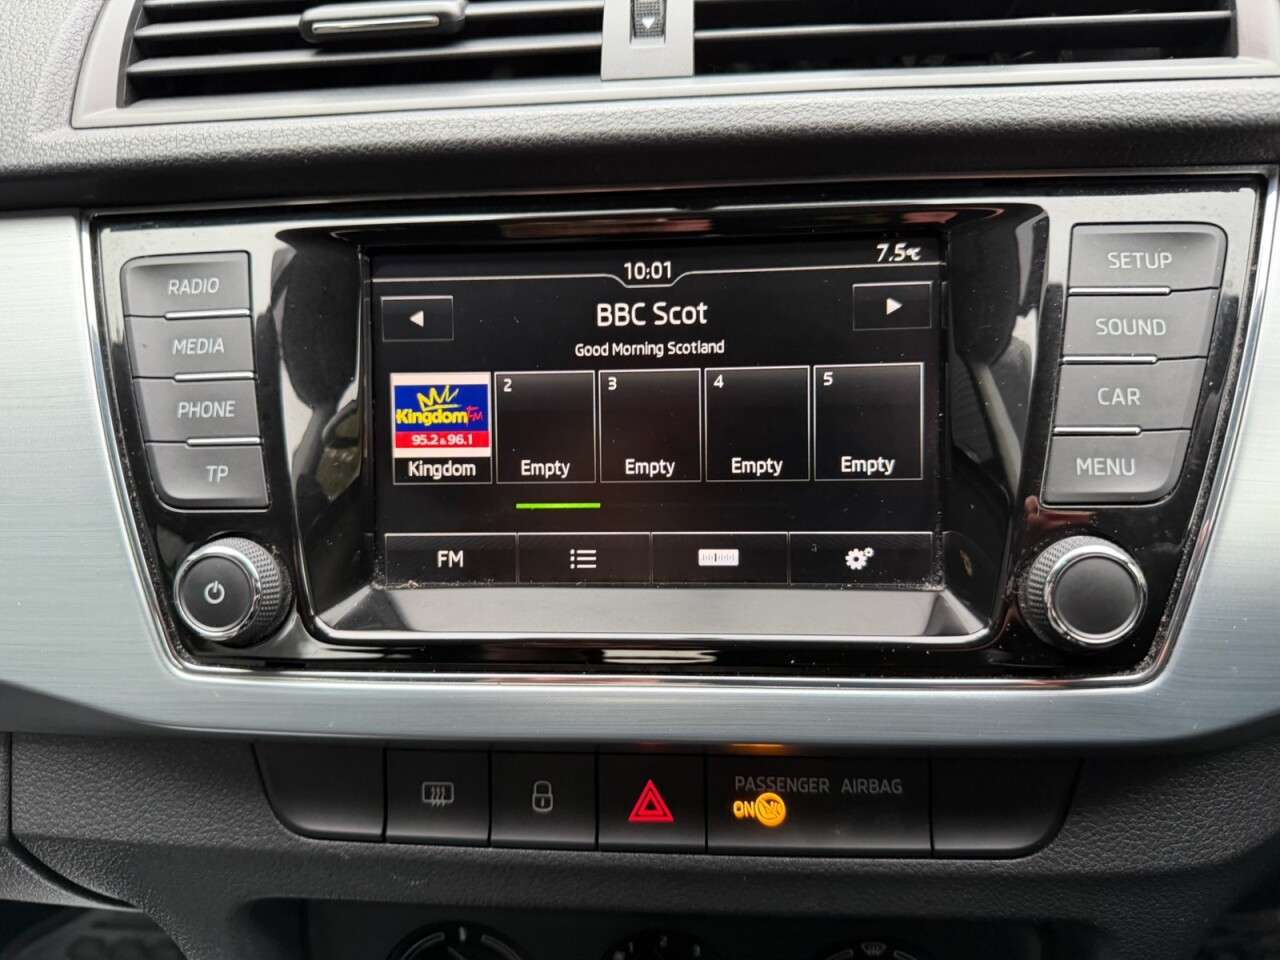 7.5°C
10:01
BBC Scot
Good Morning Scotland
Kingdom FM
95.2 & 96.1
Kingdom
2
Empty
3
Empty
4
Empty
5
Empty
FM
RADIO
MEDIA
PHONE
TP
SETUP
SOUND
CAR
MENU
PASSENGER AIRBAG
ON